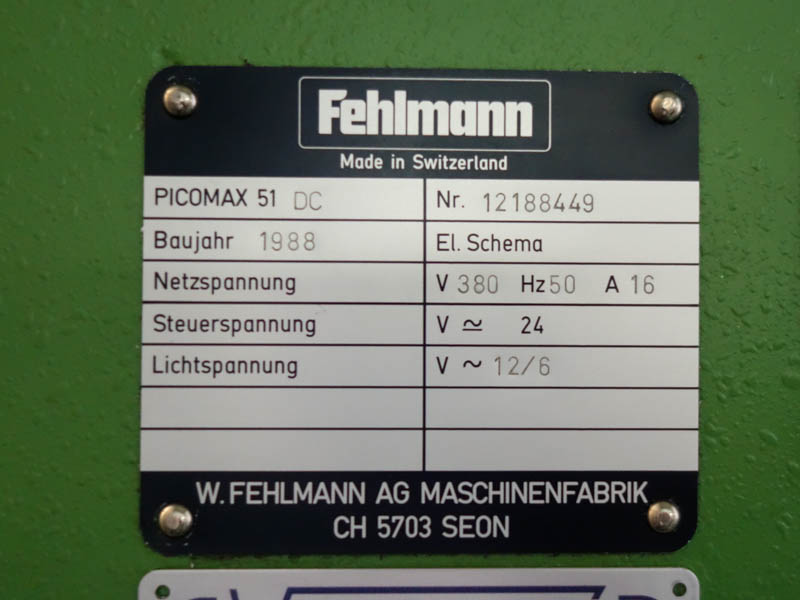 Fehlmann
Made in Switzerland
PICOMAX 51 DC Nr. 12188449
Baujahr 1988 El. Schema
Netzspannung V 380 Hz 50 A 16
Steuerspannung V ≃ 24
Lichtspannung V ~ 12/6
W. FEHLMANN AG MASCHINENFABRIK
CH 5703 SEON